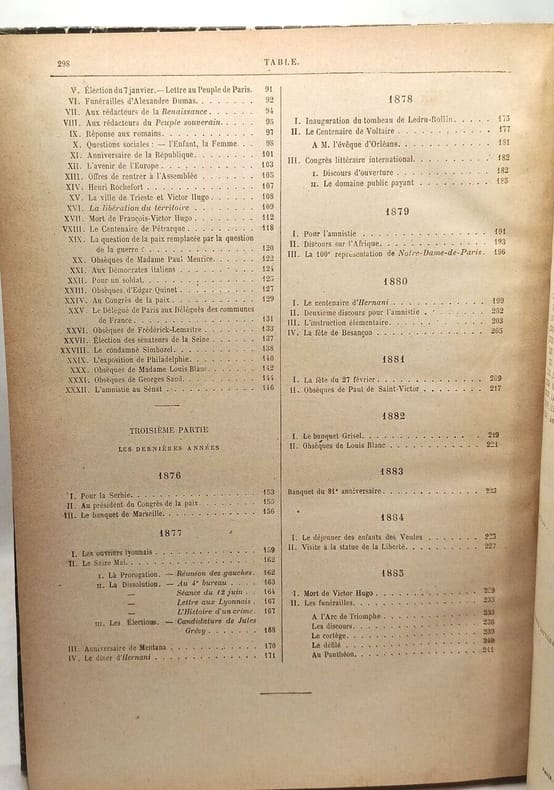 298
TABLE.
V. Élection du 7 janvier. — Lettre au Peuple de Paris. 91
VI. Funérailles d'Alexandre Dumas. 92
VII. Aux rédacteurs de la Renaissance. 94
VIII. Aux rédacteurs du Peuple souverain. 95
IX. Réponse aux romains. 97
X. Questions sociales : — l'Enfant, la Femme. 98
XI. Anniversaire de la République. 101
XII. L'avenir de l'Europe. 103
XIII. Offres de rentrer à l'Assemblée 105
XIV. Henri Rochefort. 107
XV. La ville de Trieste et Victor Hugo. 108
XVI. La libération du territoire. 109
XVII. Mort de François-Victor Hugo. 112
XVIII. Le Centenaire de Pétrarque. 118
XIX. La question de la paix remplacée par la question
de la guerre. 120
XX. Obsèques de Madame Paul Meurice. 122
XXI. Aux Démocrates italiens. 124
XXII. Pour un soldat. 125
XXIII. Obsèques d'Edgar Quinet. 127
XXIV. Au Congrès de la paix. 129
XXV. Le Délégué de Paris aux Délégués des communes
de France. 131
XXVI. Obsèques de Frédérick-Lemaitre. 133
XXVII. Élection des sénateurs de la Seine. 137
XXVIII. Le condamné Simbozel. 138
XXIX. L'exposition de Philadelphie. 140
XXX. Obsèques de Madame Louis Blanc. 142
XXXI. Obsèques de Georges Sand. 144
XXXII. L'amnistie au Sénat. 146
TROISIÈME PARTIE
LES DERNIÈRES ANNÉES
1876
I. Pour la Serbie. 153
II. Au président du Congrès de la paix. 155
III. Le banquet de Marseille. 156
1877
I. Les ouvriers lyonnais. 159
II. Le Seize Mai. 162
I. La Prorogation. — Réunion des gauches. 162
II. La Dissolution. — Au 4e bureau. 163
— Séance du 12 juin. 164
— Lettre aux Lyonnais. 167
— L'Histoire d'un crime. 167
III. Les Élections. — Candidature de Jules
Grévy. 168
III. Anniversaire de Mentana. 170
IV. Le dîner d'Hernani. 171
1878
I. Inauguration du tombeau de Ledru-Rollin. 175
II. Le Centenaire de Voltaire. 177
A M. l'évêque d'Orléans. 181
III. Congrès littéraire international. 182
I. Discours d'ouverture. 182
II. Le domaine public payant. 185
1879
I. Pour l'amnistie. 191
II. Discours sur l'Afrique. 193
III. La 100e représentation de Notre-Dame-de-Paris. 196
1880
I. Le centenaire d'Hernani. 199
II. Deuxième discours pour l'amnistie. 202
III. L'instruction élémentaire. 203
IV. La fête de Besançon. 205
1881
I. La fête du 27 février. 209
II. Obsèques de Paul de Saint-Victor. 217
1882
I. Le banquet Grisel. 219
II. Obsèques de Louis Blanc. 221
1883
Banquet du 81e anniversaire. 223
1884
I. Le déjeuner des enfants des Veules. 225
II. Visite à la statue de la Liberté. 227
1885
I. Mort de Victor Hugo. 229
II. Les funérailles. 233
A l'Arc de Triomphe. 233
Les discours. 236
Le cortège. 239
Le défilé. 240
Au Panthéon. 241